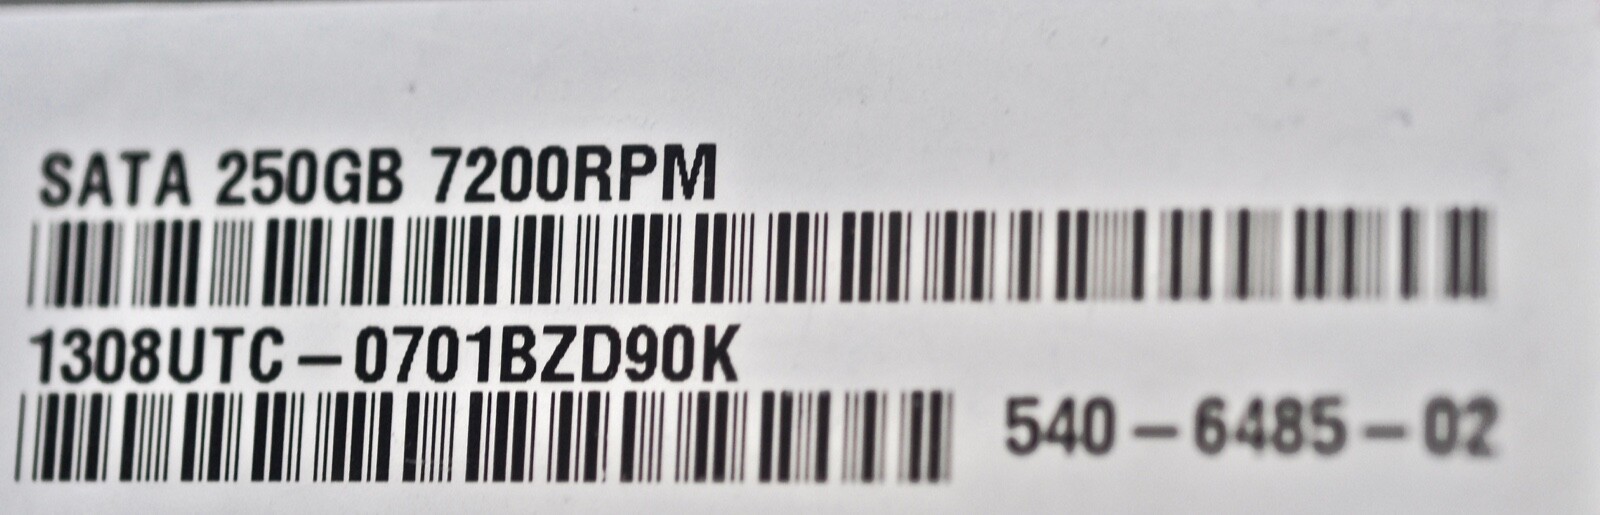 SATA 250GB 7200RPM
1308UTC-0701BZD90K
540-6485-02